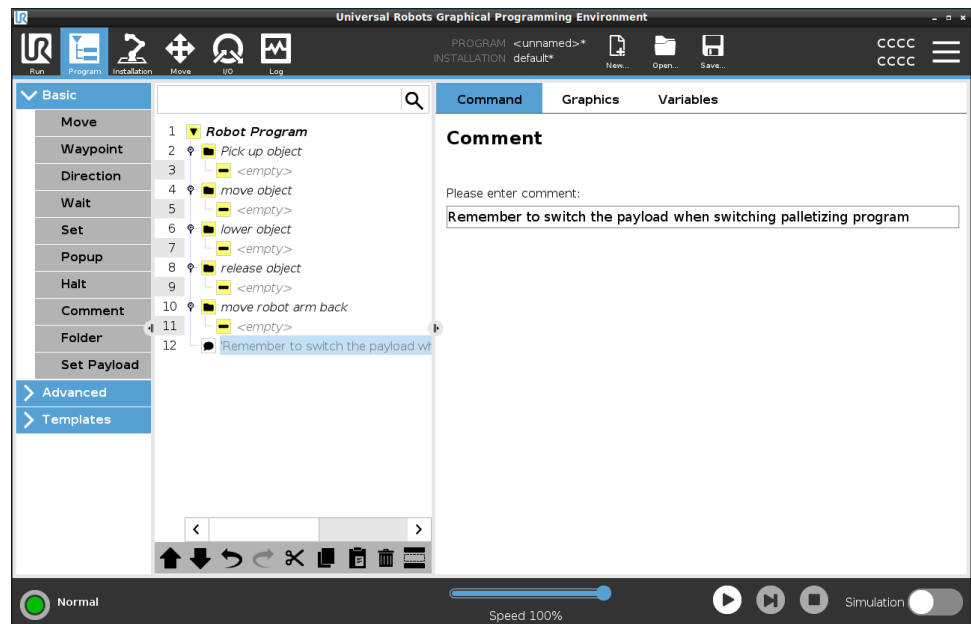 Universal Robots Graphical Programming Environment
UR
Run
Program
Installation
Move
I/O
Log
PROGRAM <unnamed>*
INSTALLATION default*
New...
Open...
Save...
cccc
cccc
Basic
Move
Waypoint
Direction
Wait
Set
Popup
Halt
Comment
Folder
Set Payload
Advanced
Templates
1 Robot Program
2 Pick up object
3 <empty>
4 move object
5 <empty>
6 lower object
7 <empty>
8 release object
9 <empty>
10 move robot arm back
11 <empty>
12 'Remember to switch the payload wh
Command Graphics Variables
Comment
Please enter comment:
Remember to switch the payload when switching palletizing program
Normal
Speed 100%
Simulation